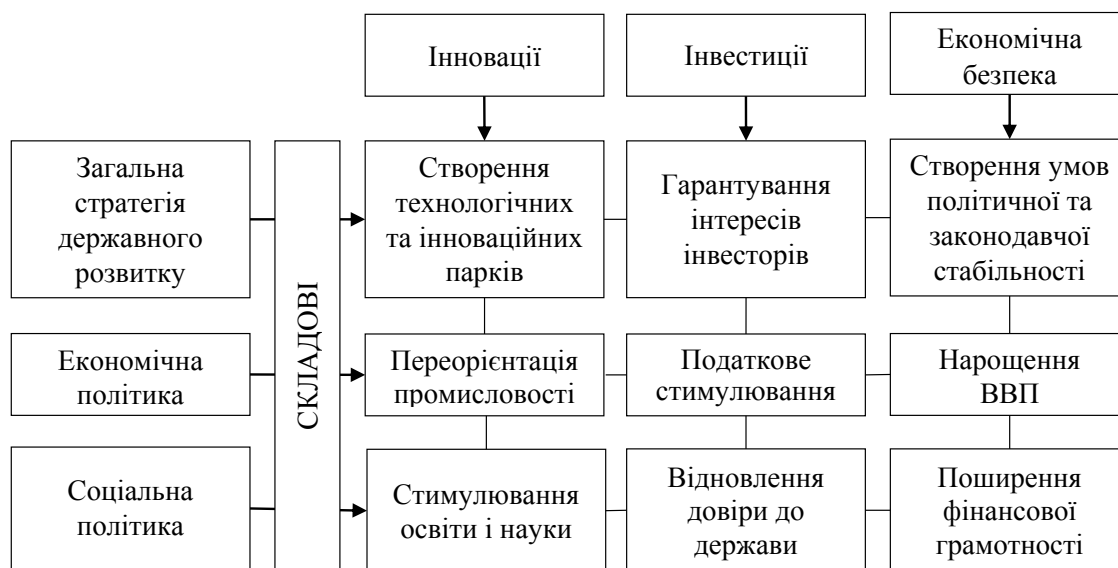 Інновації
Інвестиції
Економічна
безпека
Загальна
стратегія
державного
розвитку
СКЛАДОВІ
Створення
технологічних
та інноваційних
парків
Гарантування
інтересів
інвесторів
Створення умов
політичної та
законодавчої
стабільності
Економічна
політика
Переорієнтація
промисловості
Податкове
стимулювання
Нарощення
ВВП
Соціальна
політика
Стимулювання
освіти і науки
Відновлення
довіри до
держави
Поширення
фінансової
грамотності